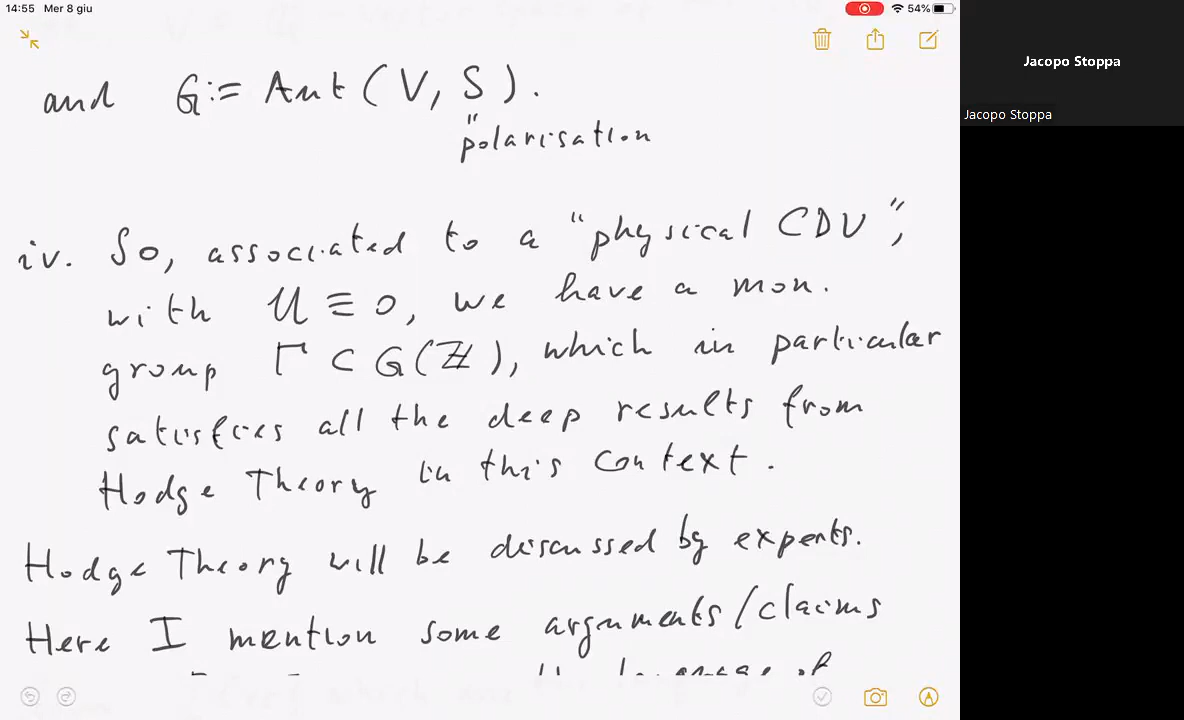 14:55 Mer 8 giu
54%
Jacopo Stoppa
Jacopo Stoppa
and G := Aut (V, S).
"polarisation
iv. So, associated to a "physical CDV",
with U ≡ 0, we have a mon.
group Γ ⊂ G(ℤ), which in particular
satisfies all the deep results from
Hodge Theory in this context.
Hodge Theory will be discussed by experts.
Here I mention some arguments/claims